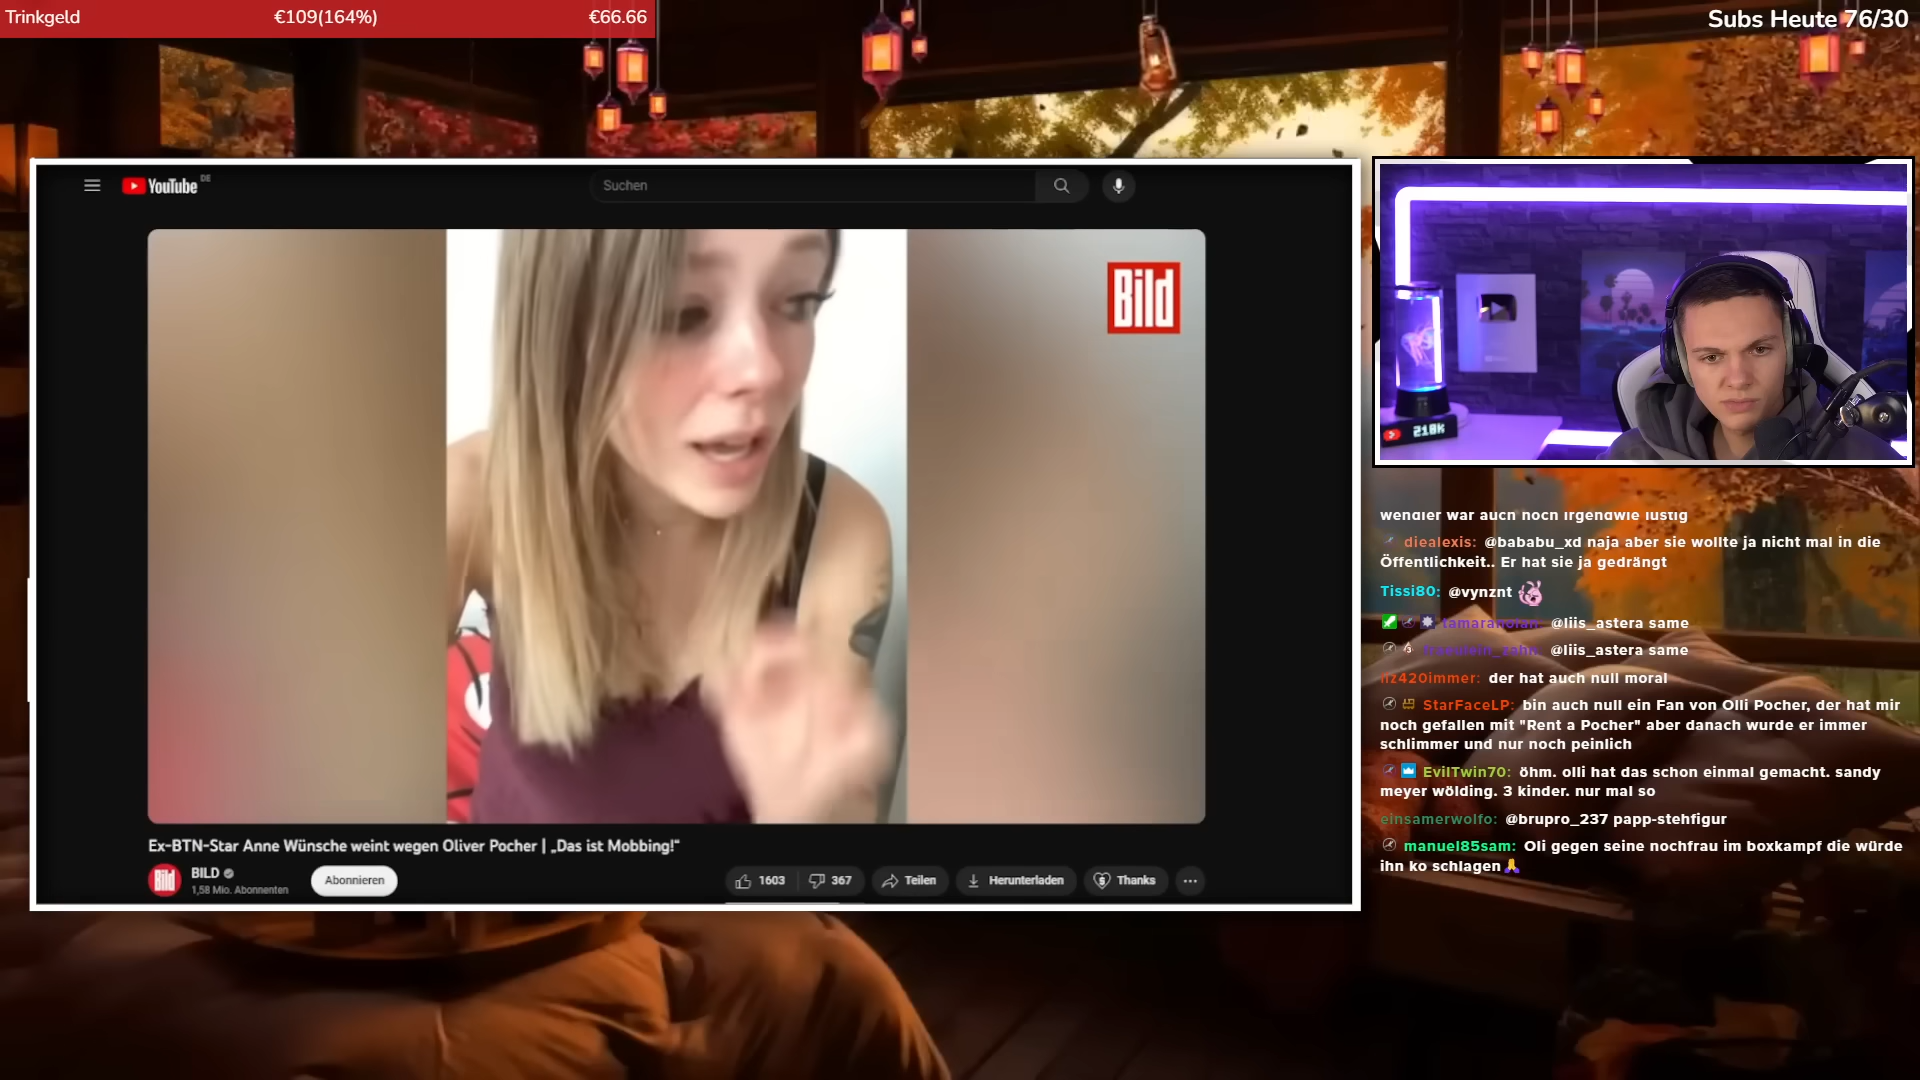 Trinkgeld €109(164%) €66.66
Subs Heute 76/30
YouTube DE
Suchen
Bild
Ex-BTN-Star Anne Wünsche weint wegen Oliver Pocher | „Das ist Mobbing!“
Bild
BILD
1,58 Mio. Abonnenten
Abonnieren
1603
367
Teilen
Herunterladen
Thanks
218k
wendler war auch noch irgendwie lustig
diealexis: @bababu_xd naja aber sie wollte ja nicht mal in die
Öffentlichkeit.. Er hat sie ja gedrängt
Tissi80: @vynznt
@liis_astera same
@liis_astera same
nz420immer: der hat auch null moral
StarFaceLP: bin auch null ein Fan von Olli Pocher, der hat mir
noch gefallen mit "Rent a Pocher" aber danach wurde er immer
schlimmer und nur noch peinlich
EvilTwin70: öhm. olli hat das schon einmal gemacht. sandy
meyer wölding. 3 kinder. nur mal so
einsamerwolfo: @brupro_237 papp-stehfigur
manuel85sam: Oli gegen seine nochfrau im boxkampf die würde
ihn ko schlagen